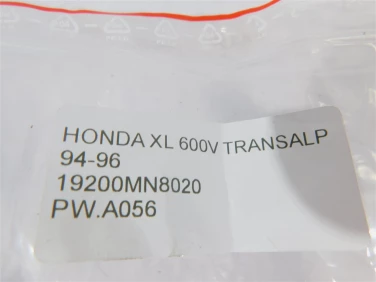 HONDA XL 600V TRANSALP
94-96
19200MN8020
PW.A056